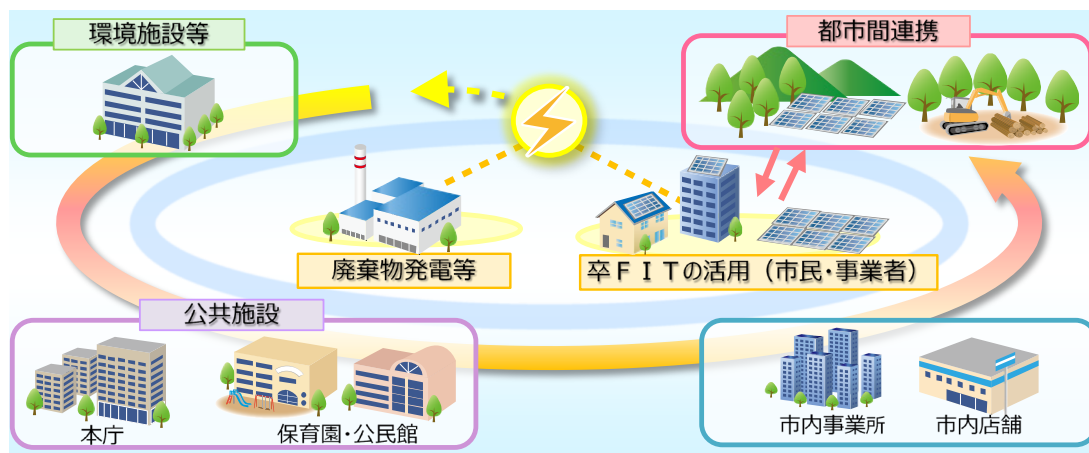 環境施設等
都市間連携
廃棄物発電等
卒ＦＩＴの活用（市民・事業者）
公共施設
本庁
保育園・公民館
市内事業所
市内店舗